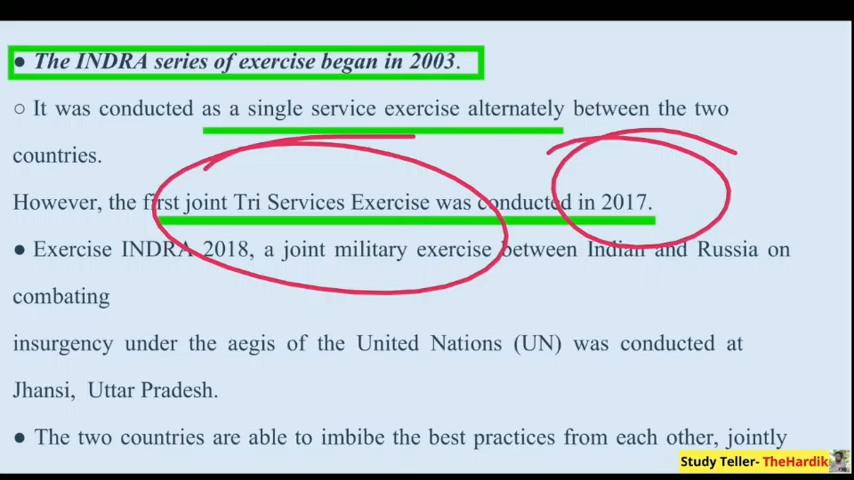 ● The INDRA series of exercise began in 2003.
○ It was conducted as a single service exercise alternately between the two
countries.
However, the first joint Tri Services Exercise was conducted in 2017.
● Exercise INDRA 2018, a joint military exercise between Indian and Russia on
combating
insurgency under the aegis of the United Nations (UN) was conducted at
Jhansi, Uttar Pradesh.
● The two countries are able to imbibe the best practices from each other, jointly
Study Teller- TheHardik